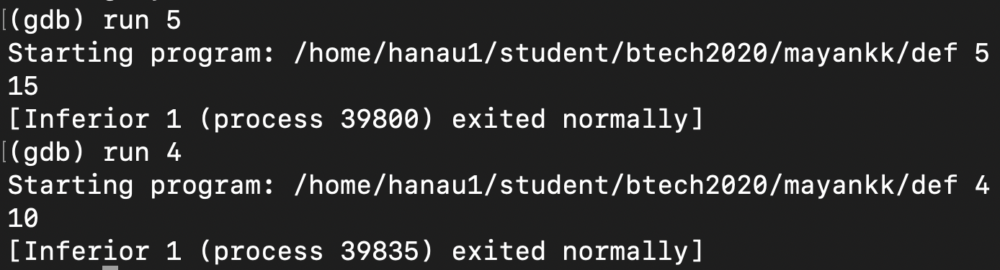 [(gdb) run 5
Starting program: /home/hanau1/student/btech2020/mayankk/def 5
15
[Inferior 1 (process 39800) exited normally]
[(gdb) run 4
Starting program: /home/hanau1/student/btech2020/mayankk/def 4
10
[Inferior 1 (process 39835) exited normally]